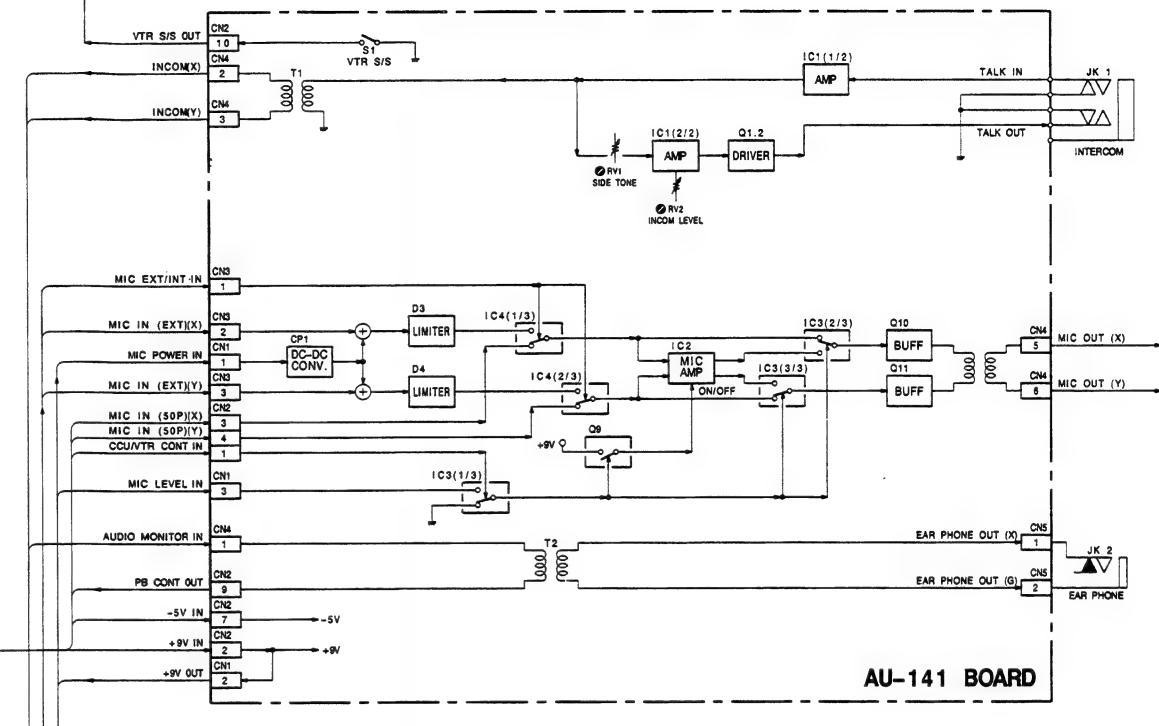 VTR S/S OUT
CN2
10
S1
VTR S/S
INCOM(X)
CN4
2
T1
IC1(1/2)
AMP
TALK IN
JK 1
INCOM(Y)
CN4
3
TALK OUT
INTERCOM
IC1(2/2)
AMP
Q1.2
DRIVER
RV1
SIDE TONE
RV2
INCOM LEVEL
MIC EXT/INT IN
CN3
1
MIC IN (EXT)(X)
CN3
2
D3
LIMITER
IC4(1/3)
IC3(2/3)
Q10
BUFF
CN4
5
MIC OUT (X)
MIC POWER IN
CN1
1
CP1
DC-DC
CONV.
IC2
MIC
AMP
ON/OFF
IC3(3/3)
MIC IN (EXT)(Y)
CN3
3
D4
LIMITER
IC4(2/3)
Q11
BUFF
CN4
6
MIC OUT (Y)
MIC IN (50P)(X)
CN2
3
MIC IN (50P)(Y)
4
CCU/VTR CONT IN
1
+9V
Q9
MIC LEVEL IN
CN1
3
IC3(1/3)
AUDIO MONITOR IN
CN4
1
T2
EAR PHONE OUT (X)
CN5
1
JK 2
PB CONT OUT
CN2
9
EAR PHONE OUT (G)
CN5
2
EAR PHONE
-5V IN
CN2
7
-5V
+9V IN
CN2
2
+9V
+9V OUT
CN1
2
AU-141 BOARD